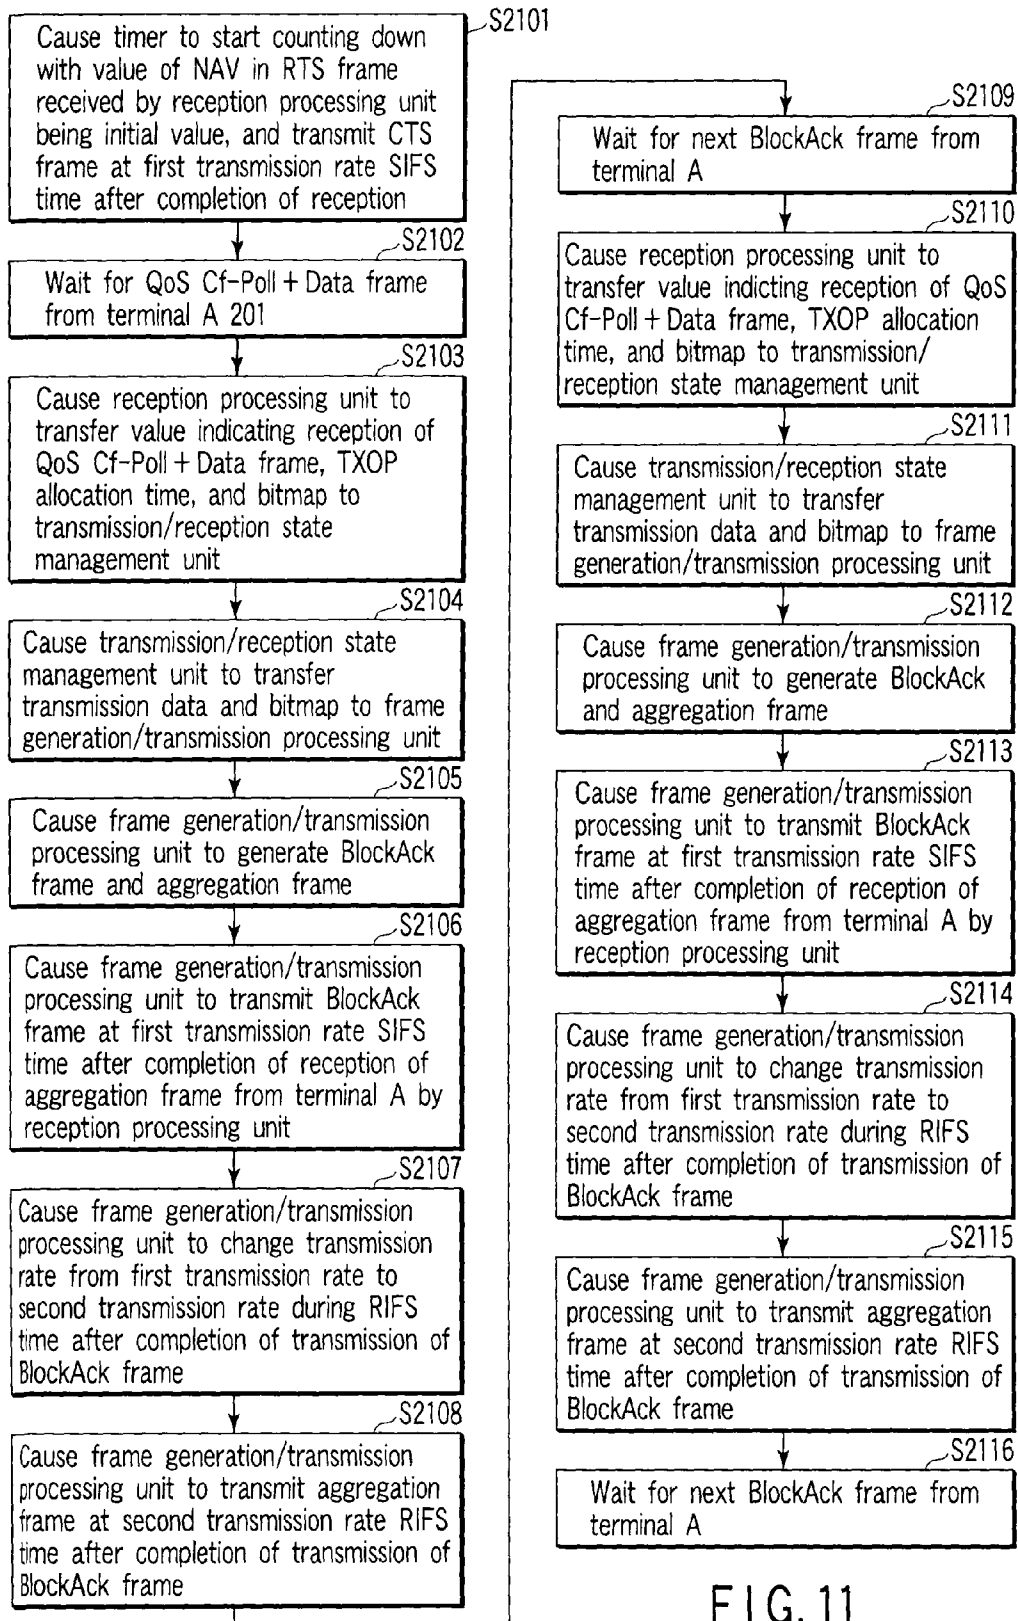 S2101
Cause timer to start counting down
with value of NAV in RTS frame
received by reception processing unit
being initial value, and transmit CTS
frame at first transmission rate SIFS
time after completion of reception
S2102
Wait for QoS Cf-Poll + Data frame
from terminal A 201
S2103
Cause reception processing unit to
transfer value indicating reception of
QoS Cf-Poll + Data frame, TXOP
allocation time, and bitmap to
transmission/reception state
management unit
S2104
Cause transmission/reception state
management unit to transfer
transmission data and bitmap to frame
generation/transmission processing unit
S2105
Cause frame generation/transmission
processing unit to generate BlockAck
frame and aggregation frame
S2106
Cause frame generation/transmission
processing unit to transmit BlockAck
frame at first transmission rate SIFS
time after completion of reception of
aggregation frame from terminal A by
reception processing unit
S2107
Cause frame generation/transmission
processing unit to change transmission
rate from first transmission rate to
second transmission rate during RIFS
time after completion of transmission of
BlockAck frame
S2108
Cause frame generation/transmission
processing unit to transmit aggregation
frame at second transmission rate RIFS
time after completion of transmission of
BlockAck frame
S2109
Wait for next BlockAck frame from
terminal A
S2110
Cause reception processing unit to
transfer value indicting reception of QoS
Cf-Poll + Data frame, TXOP allocation
time, and bitmap to transmission/
reception state management unit
S2111
Cause transmission/reception state
management unit to transfer
transmission data and bitmap to frame
generation/transmission processing unit
S2112
Cause frame generation/transmission
processing unit to generate BlockAck
and aggregation frame
S2113
Cause frame generation/transmission
processing unit to transmit BlockAck
frame at first transmission rate SIFS
time after completion of reception of
aggregation frame from terminal A by
reception processing unit
S2114
Cause frame generation/transmission
processing unit to change transmission
rate from first transmission rate to
second transmission rate during RIFS
time after completion of transmission of
BlockAck frame
S2115
Cause frame generation/transmission
processing unit to transmit aggregation
frame at second transmission rate RIFS
time after completion of transmission of
BlockAck frame
S2116
Wait for next BlockAck frame from
terminal A
FIG. 11